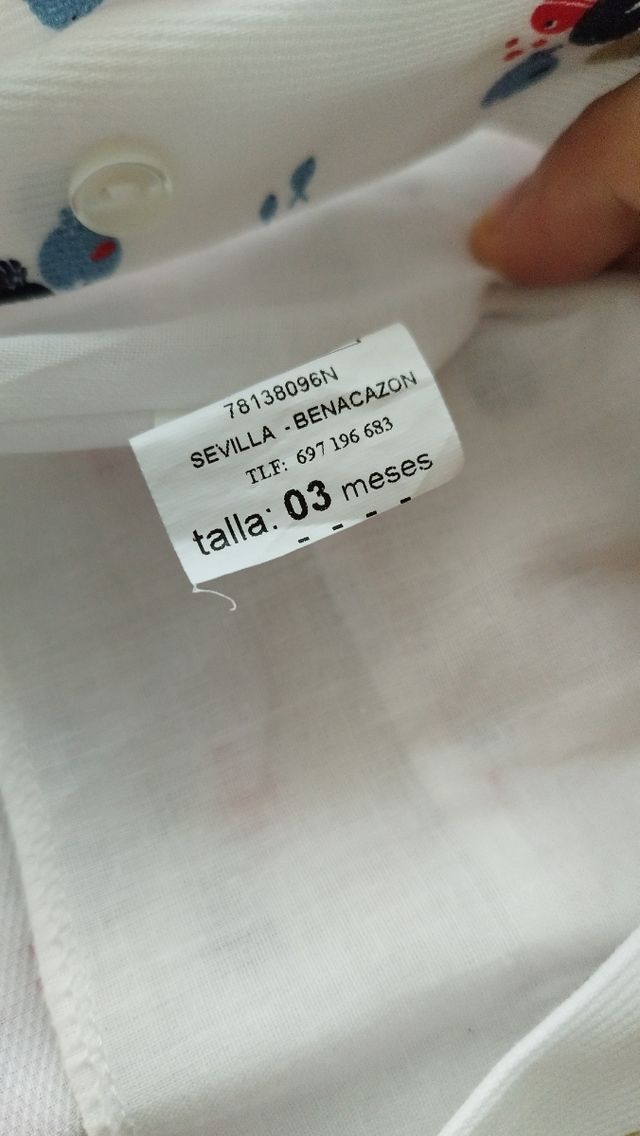 78138096N
SEVILLA - BENACAZON
TLF: 697 196 683
talla: 03 meses